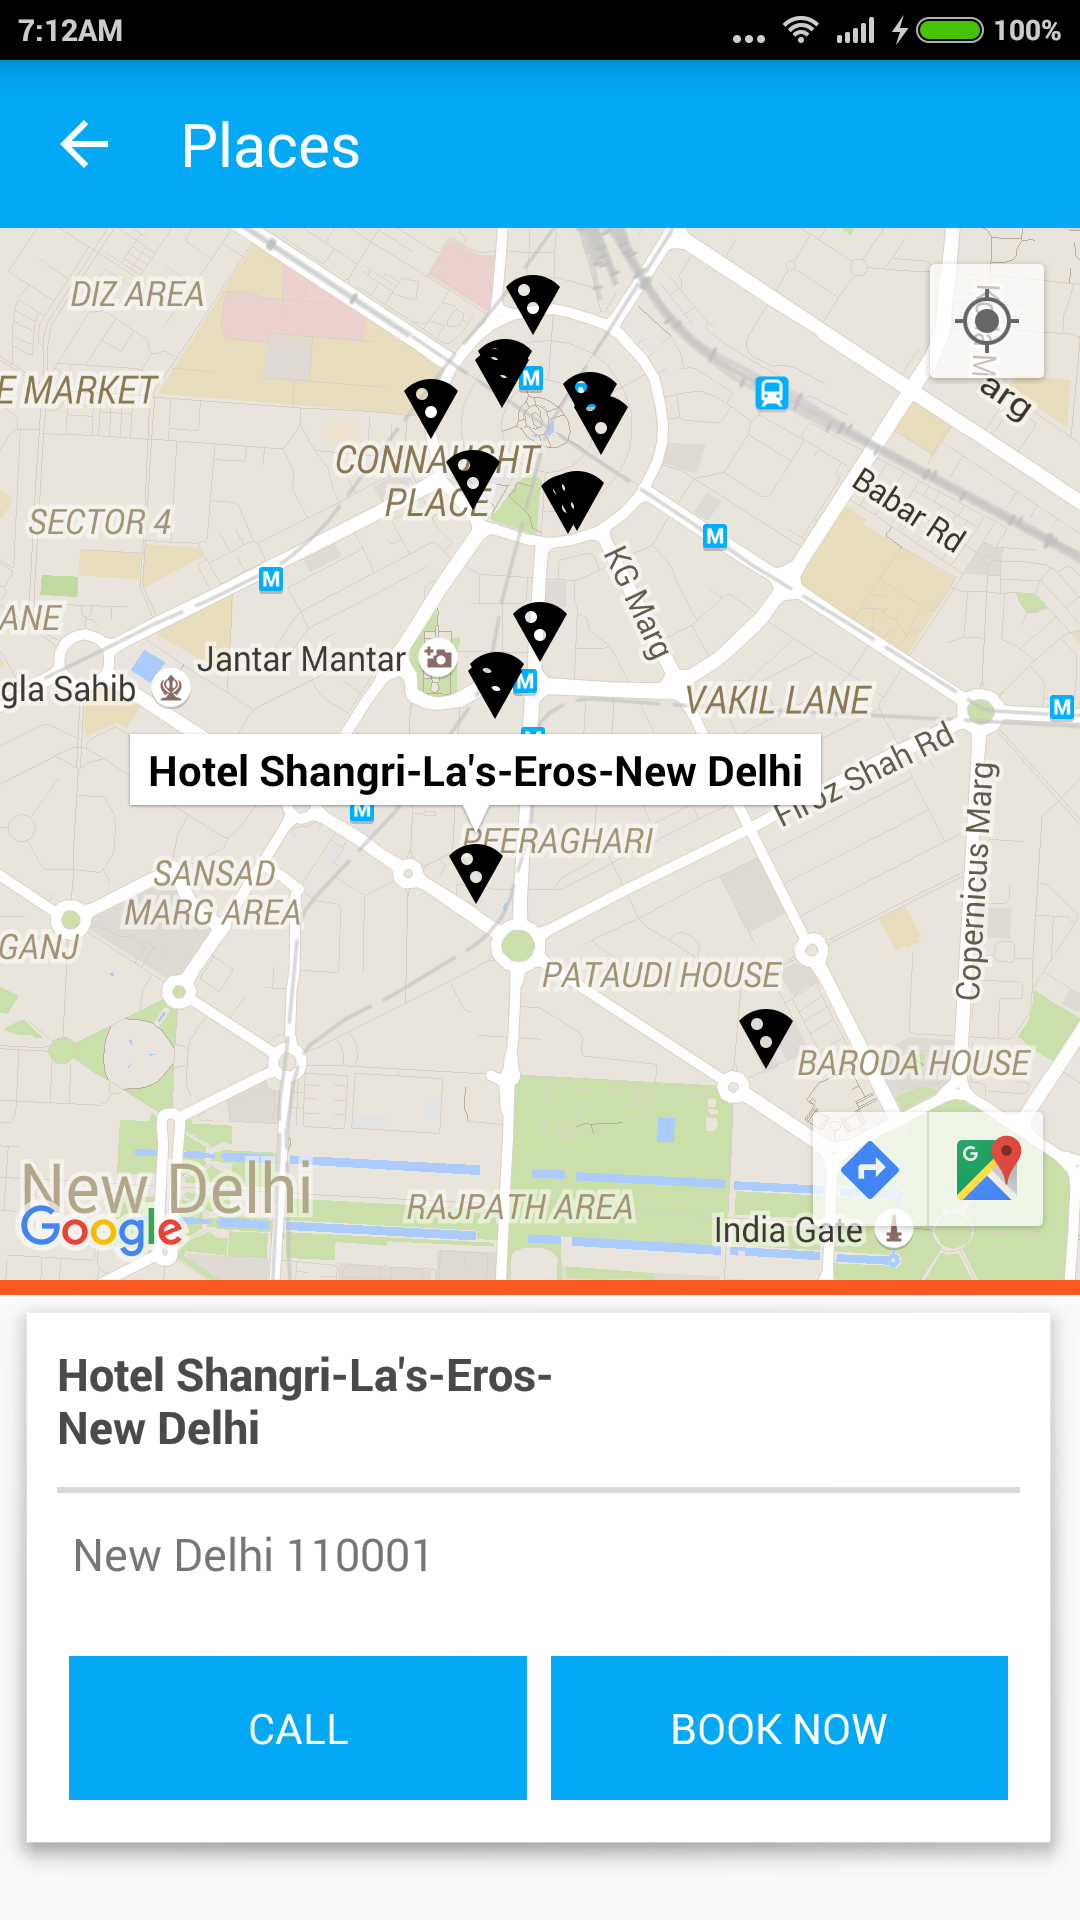 7:12AM
100%
Places
DIZ AREA
E MARKET
Marg
CONNAUGHT
PLACE
Babar Rd
SECTOR 4
KG Marg
ANE
Jantar Mantar
gla Sahib
VAKIL LANE
Firoz Shah Rd
Hotel Shangri-La's-Eros-New Delhi
Copernicus Marg
PEERAGHARI
SANSAD
MARG AREA
GANJ
PATAUDI HOUSE
BARODA HOUSE
New Delhi
Google
RAJPATH AREA
India Gate
Hotel Shangri-La's-Eros-
New Delhi
New Delhi 110001
CALL
BOOK NOW